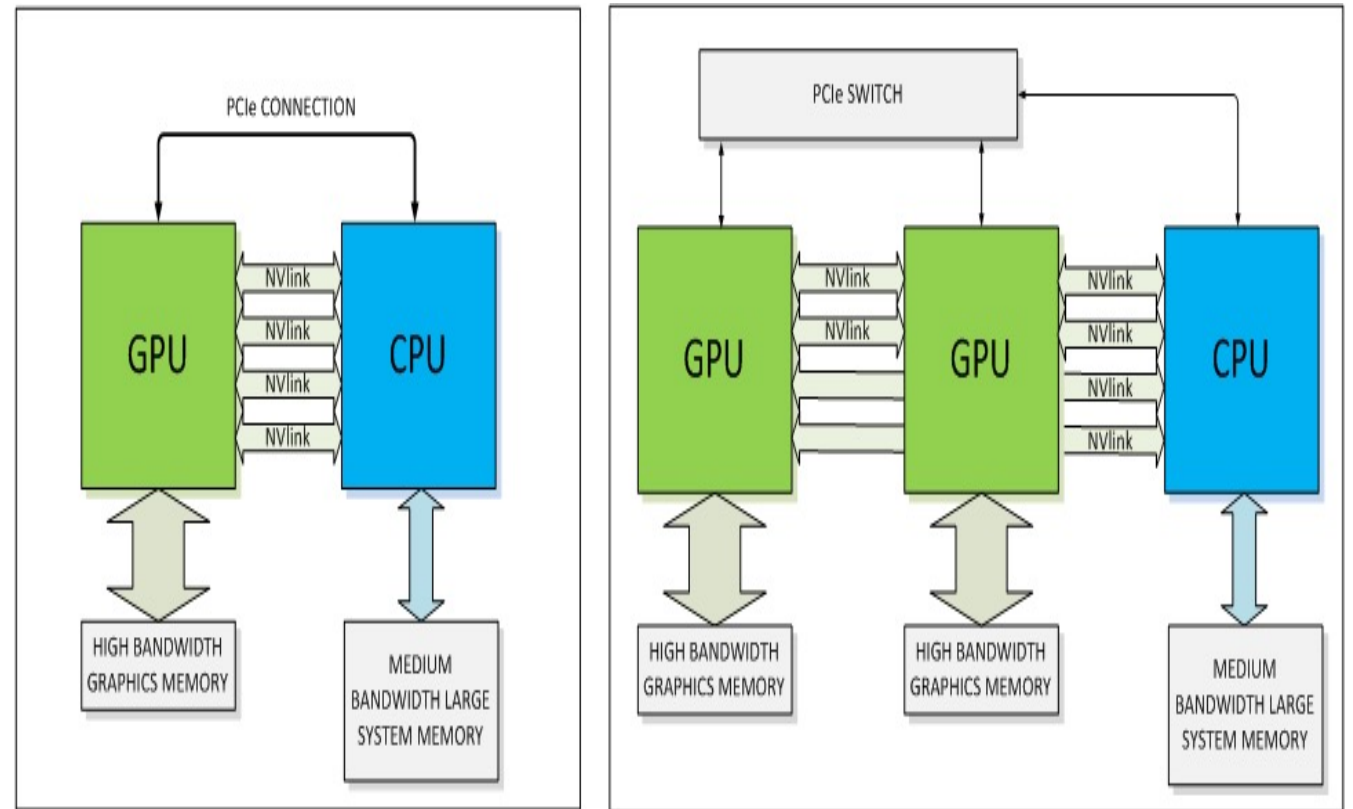 PCIe CONNECTION
GPU
NVlink
NVlink
NVlink
NVlink
CPU
HIGH BANDWIDTH
GRAPHICS MEMORY
MEDIUM
BANDWIDTH LARGE
SYSTEM MEMORY
PCIe SWITCH
GPU
NVlink
NVlink
GPU
NVlink
NVlink
NVlink
NVlink
CPU
HIGH BANDWIDTH
GRAPHICS MEMORY
HIGH BANDWIDTH
GRAPHICS MEMORY
MEDIUM
BANDWIDTH LARGE
SYSTEM MEMORY